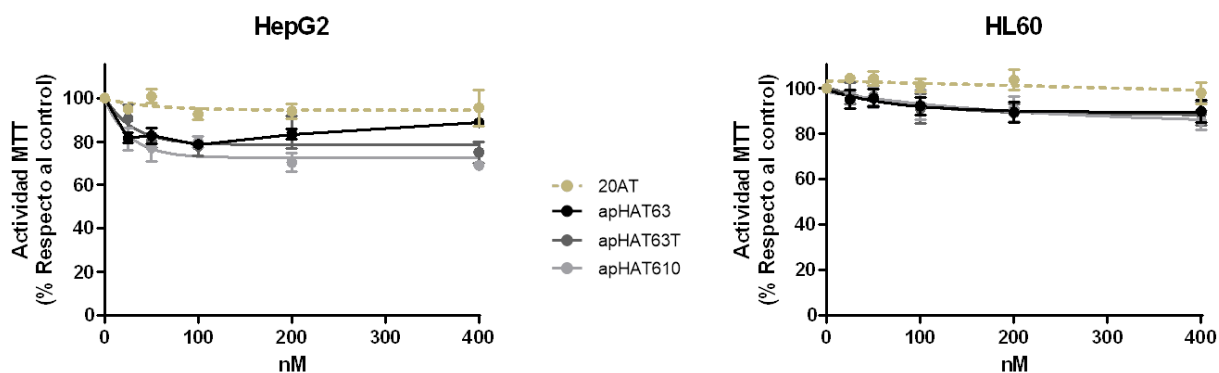 HepG2
Actividad MTT
(% Respecto al control)
100
80
60
40
20
0
0 100 200 300 400
nM
20AT
apHAT63
apHAT63T
apHAT610
HL60
Actividad MTT
(% Respecto al control)
100
80
60
40
20
0
0 100 200 300 400
nM